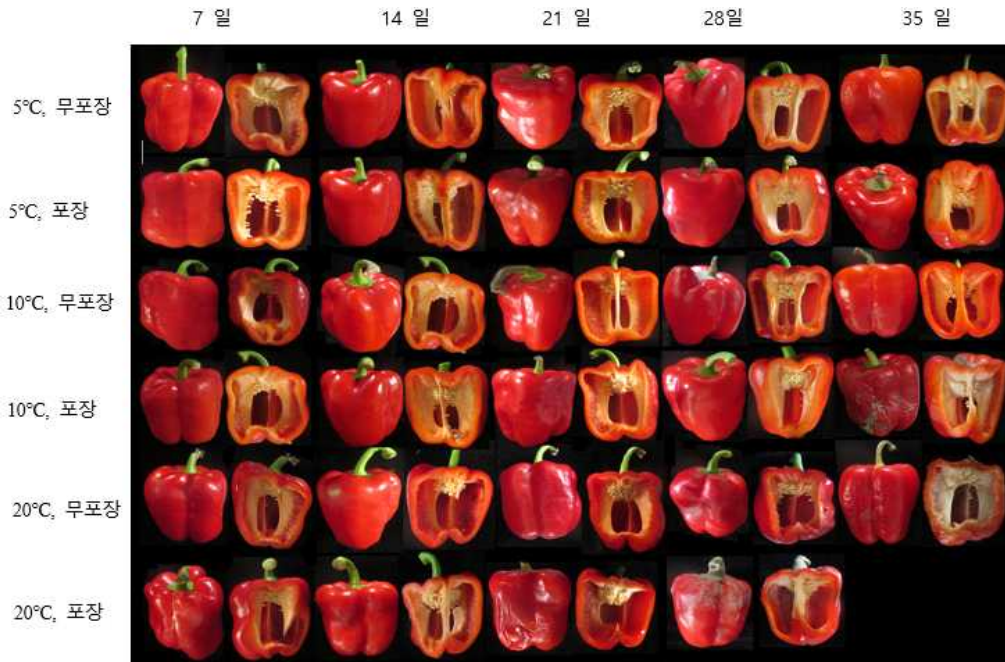 7 일 14 일 21 일 28일 35 일
5℃, 무포장
5℃, 포장
10℃, 무포장
10℃, 포장
20℃, 무포장
20℃, 포장